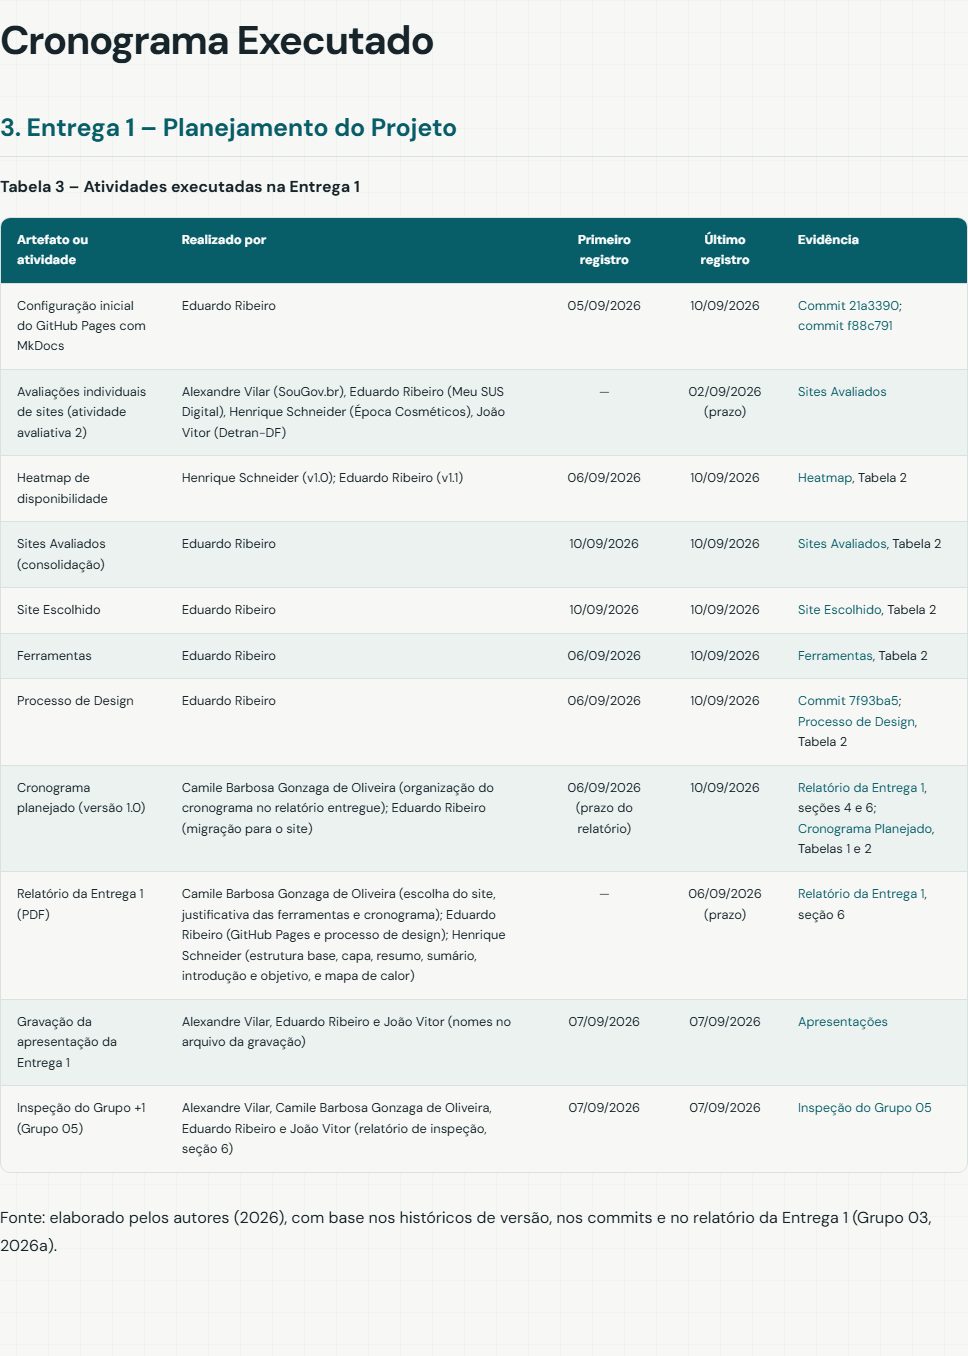 Cronograma Executado
3. Entrega 1 – Planejamento do Projeto
Tabela 3 – Atividades executadas na Entrega 1
Artefato ou atividade | Realizado por | Primeiro registro | Último registro | Evidência
Configuração inicial do GitHub Pages com MkDocs | Eduardo Ribeiro | 05/09/2026 | 10/09/2026 | Commit 21a3390; commit f88c791
Avaliações individuais de sites (atividade avaliativa 2) | Alexandre Vilar (SouGov.br), Eduardo Ribeiro (Meu SUS Digital), Henrique Schneider (Época Cosméticos), João Vitor (Detran-DF) | — | 02/09/2026 (prazo) | Sites Avaliados
Heatmap de disponibilidade | Henrique Schneider (v1.0); Eduardo Ribeiro (v1.1) | 06/09/2026 | 10/09/2026 | Heatmap, Tabela 2
Sites Avaliados (consolidação) | Eduardo Ribeiro | 10/09/2026 | 10/09/2026 | Sites Avaliados, Tabela 2
Site Escolhido | Eduardo Ribeiro | 10/09/2026 | 10/09/2026 | Site Escolhido, Tabela 2
Ferramentas | Eduardo Ribeiro | 06/09/2026 | 10/09/2026 | Ferramentas, Tabela 2
Processo de Design | Eduardo Ribeiro | 06/09/2026 | 10/09/2026 | Commit 7f93ba5; Processo de Design, Tabela 2
Cronograma planejado (versão 1.0) | Camile Barbosa Gonzaga de Oliveira (organização do cronograma no relatório entregue); Eduardo Ribeiro (migração para o site) | 06/09/2026 (prazo do relatório) | 10/09/2026 | Relatório da Entrega 1, seções 4 e 6; Cronograma Planejado, Tabelas 1 e 2
Relatório da Entrega 1 (PDF) | Camile Barbosa Gonzaga de Oliveira (escolha do site, justificativa das ferramentas e cronograma); Eduardo Ribeiro (GitHub Pages e processo de design); Henrique Schneider (estrutura base, capa, resumo, sumário, introdução e objetivo, e mapa de calor) | — | 06/09/2026 (prazo) | Relatório da Entrega 1, seção 6
Gravação da apresentação da Entrega 1 | Alexandre Vilar, Eduardo Ribeiro e João Vitor (nomes no arquivo da gravação) | 07/09/2026 | 07/09/2026 | Apresentações
Inspeção do Grupo +1 (Grupo 05) | Alexandre Vilar, Camile Barbosa Gonzaga de Oliveira, Eduardo Ribeiro e João Vitor (relatório de inspeção, seção 6) | 07/09/2026 | 07/09/2026 | Inspeção do Grupo 05
Fonte: elaborado pelos autores (2026), com base nos históricos de versão, nos commits e no relatório da Entrega 1 (Grupo 03,
2026a).